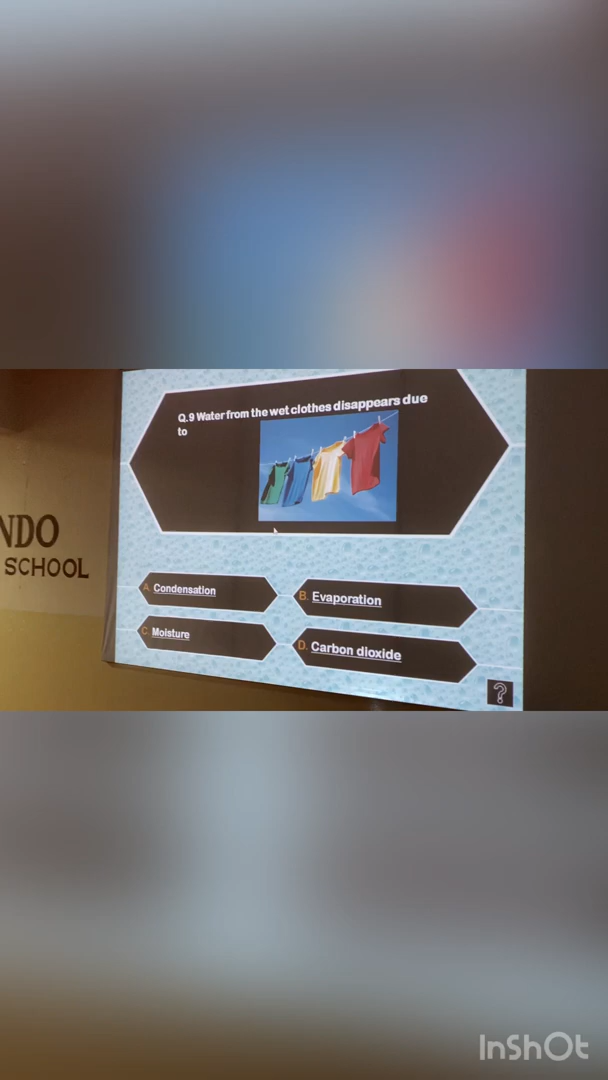 Q.9 Water from the wet clothes disappears due
to
A. Condensation
B. Evaporation
C. Moisture
D. Carbon dioxide
?
NDO
SCHOOL
InShOt